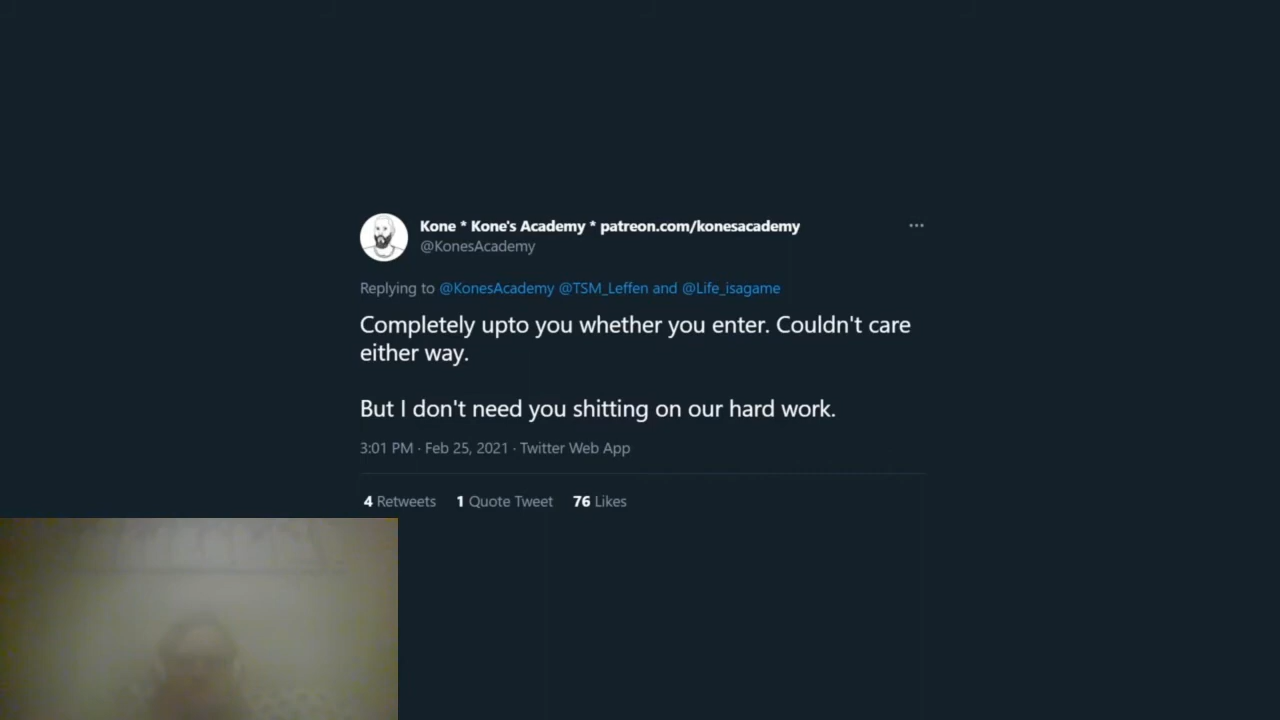 Kone * Kone's Academy * patreon.com/konesacademy
@KonesAcademy
Replying to @KonesAcademy @TSM_Leffen and @Life_isagame
Completely upto you whether you enter. Couldn't care
either way.
But I don't need you shitting on our hard work.
3:01 PM · Feb 25, 2021 · Twitter Web App
4 Retweets 1 Quote Tweet 76 Likes